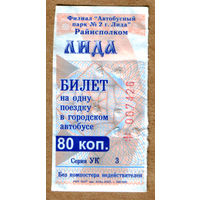 Филиал "Автобусный
парк № 2 г. Лида"
Райисполком
ЛИДА
БИЛЕТ
на одну
поездку
в городском
автобусе
80 коп.
Серия УК 3
Без компостера недействителен
067426